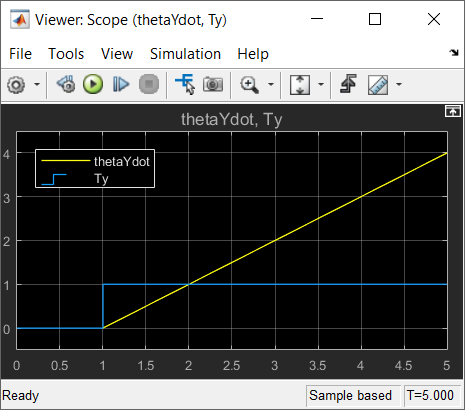 Viewer: Scope (thetaYdot, Ty)
File Tools View Simulation Help
thetaYdot, Ty
thetaYdot
Ty
4
3
2
1
0
0 0.5 1 1.5 2 2.5 3 3.5 4 4.5 5
Ready Sample based T=5.000